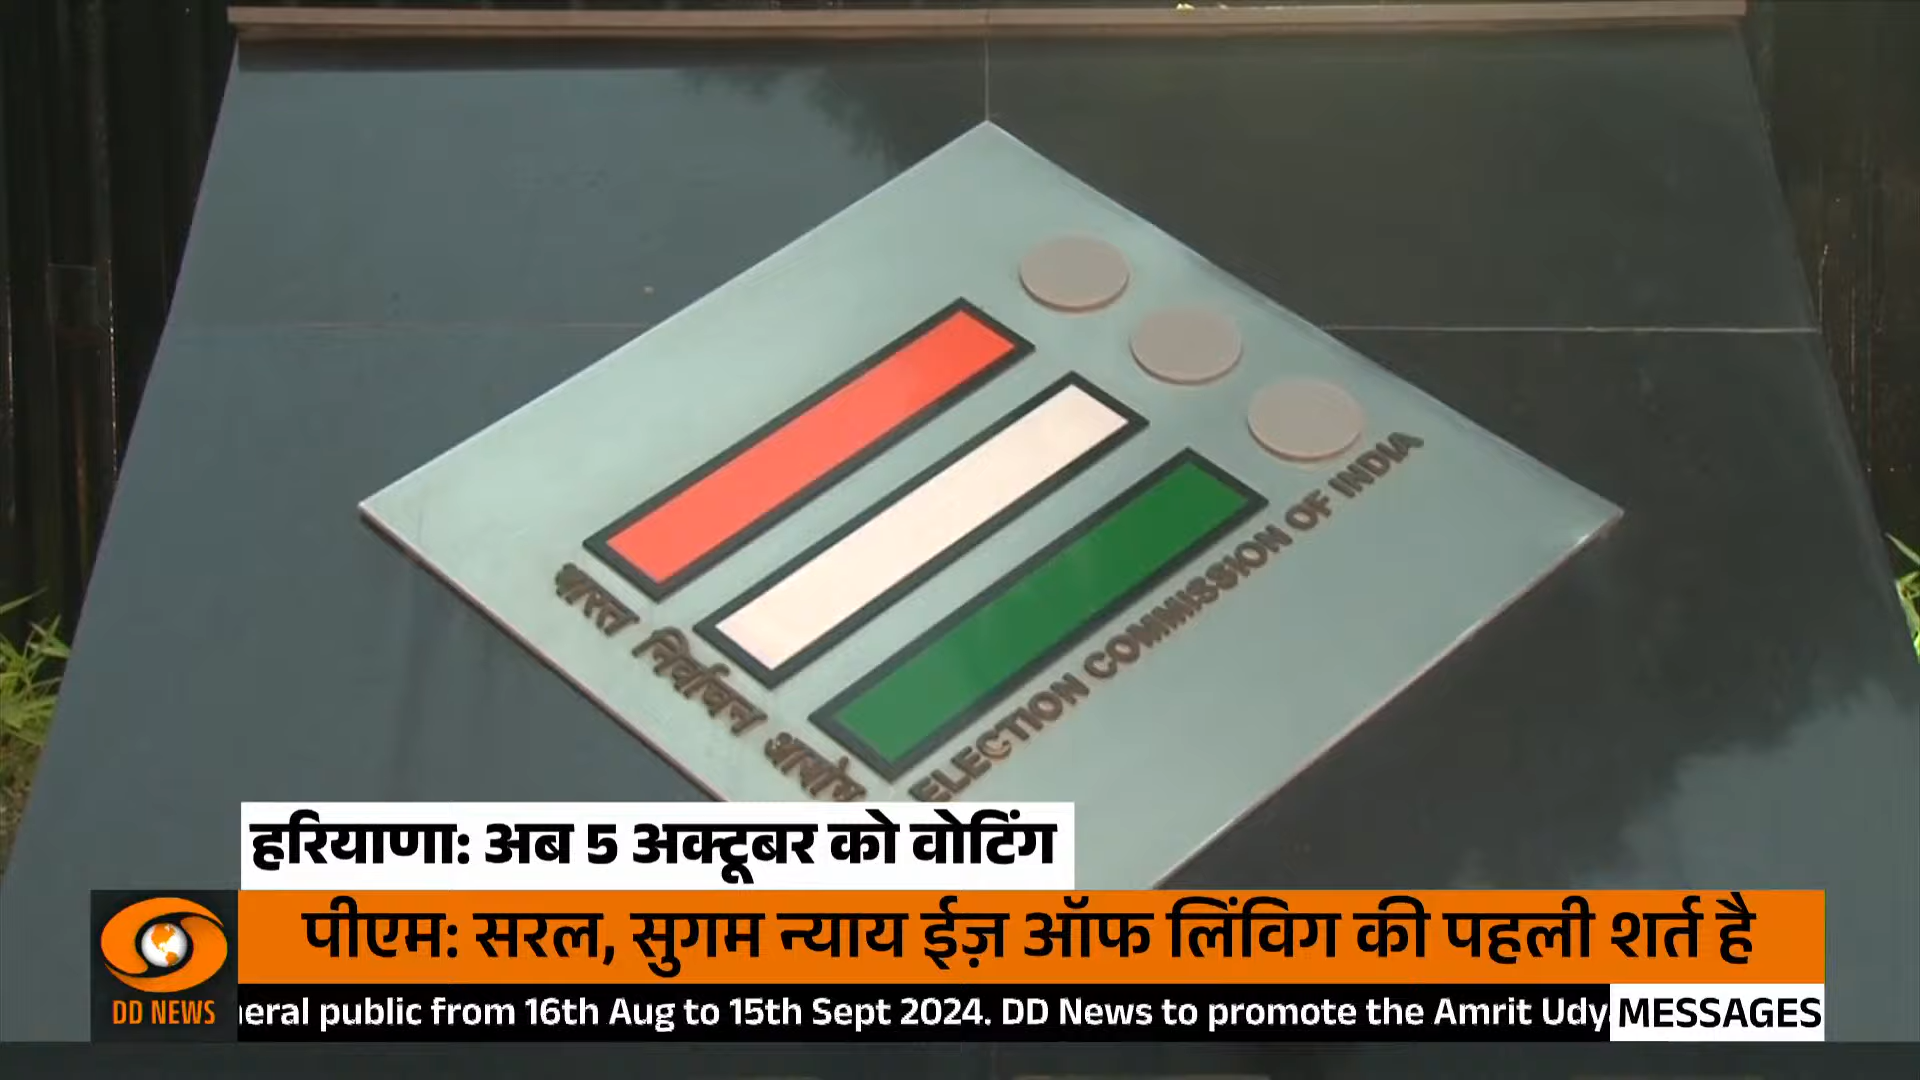 भारत निर्वाचन आयोग
ELECTION COMMISSION OF INDIA
हरियाणा: अब 5 अक्टूबर को वोटिंग
पीएम: सरल, सुगम न्याय ईज़ ऑफ लिंविग की पहली शर्त है
DD NEWS
neral public from 16th Aug to 15th Sept 2024. DD News to promote the Amrit Udy
MESSAGES